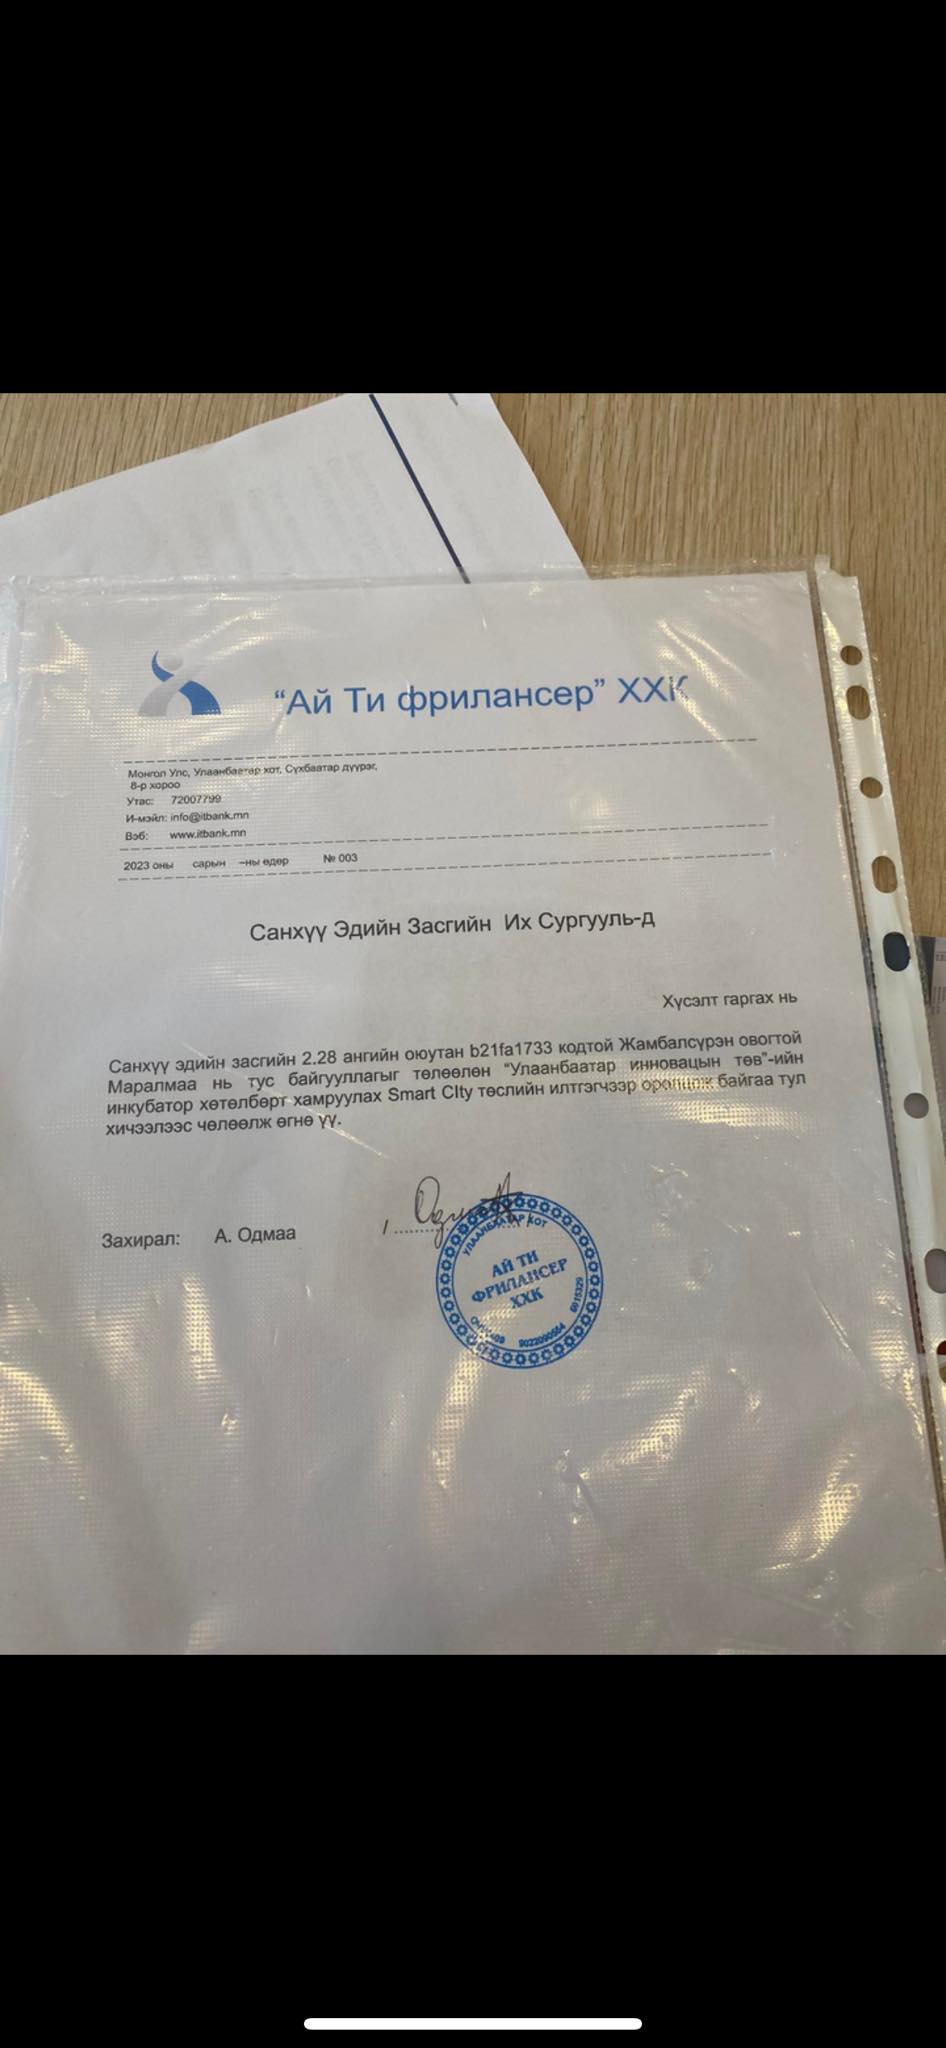 “Ай Ти фрилансер” ХХК
Монгол Улс, Улаанбаатар хот, Сүхбаатар дүүрэг,
8-р хороо
Утас: 72007799
И-мэйл: info@itbank.mn
Вэб: www.itbank.mn
2023 оны сарын –ны өдөр № 003
Санхүү Эдийн Засгийн Их Сургууль-д
Хүсэлт гаргах нь
Санхүү эдийн засгийн 2.28 ангийн оюутан b21fa1733 кодтой Жамбалсүрэн овогтой
Маралмаа нь тус байгууллагыг төлөөлөн “Улаанбаатар инновацын төв”-ийн
инкубатор хөтөлбөрт хамруулах Smart CIty төслийн илтгэгчээр оролцож байгаа тул
хичээлээс чөлөөлж өгнө үү.
Захирал: А. Одмаа
УЛААНБААТАР ХОТ
АЙ ТИ
ФРИЛАНСЕР
ХХК
9022090554
6015329